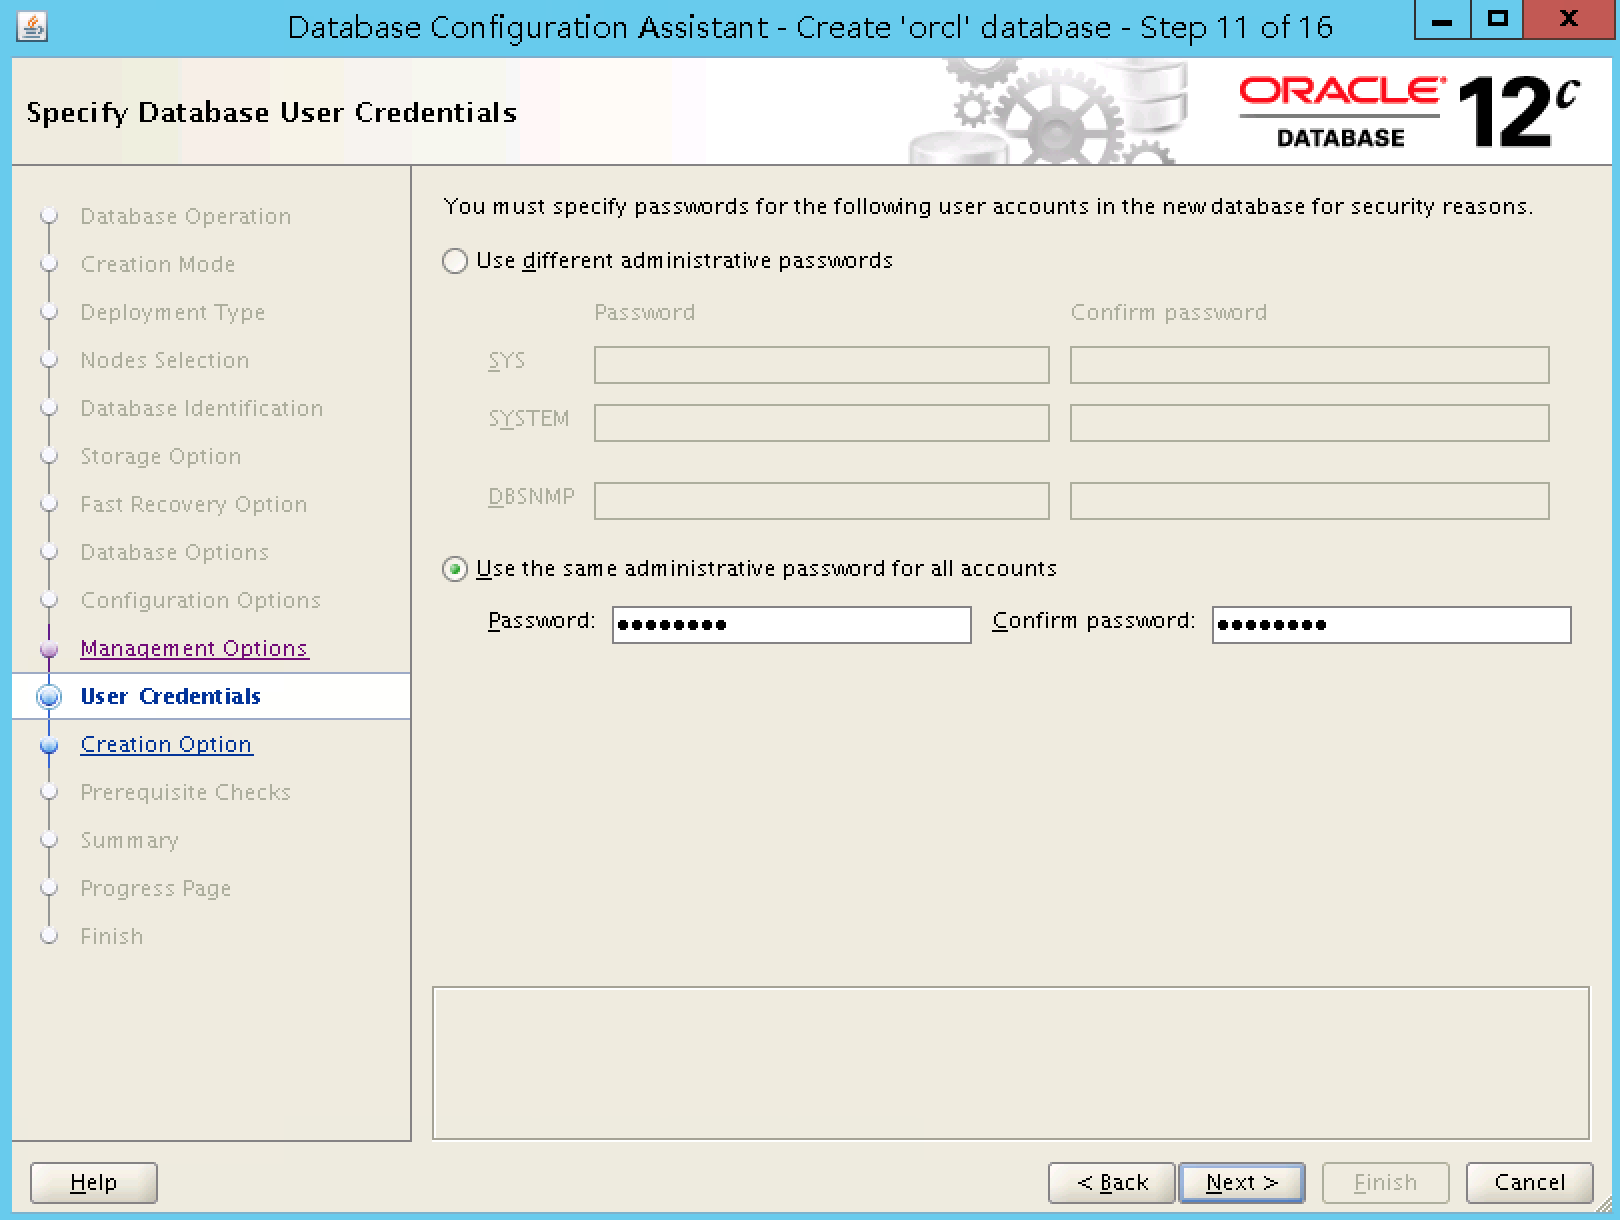 Database Configuration Assistant - Create 'orcl' database - Step 11 of 16
X
Specify Database User Credentials
ORACLE DATABASE 12c
Database Operation
Creation Mode
Deployment Type
Nodes Selection
Database Identification
Storage Option
Fast Recovery Option
Database Options
Configuration Options
Management Options
User Credentials
Creation Option
Prerequisite Checks
Summary
Progress Page
Finish
You must specify passwords for the following user accounts in the new database for security reasons.
Use different administrative passwords
Password Confirm password
SYS
SYSTEM
DBSNMP
Use the same administrative password for all accounts
Password: •••••••• Confirm password: ••••••••
Help < Back Next > Finish Cancel